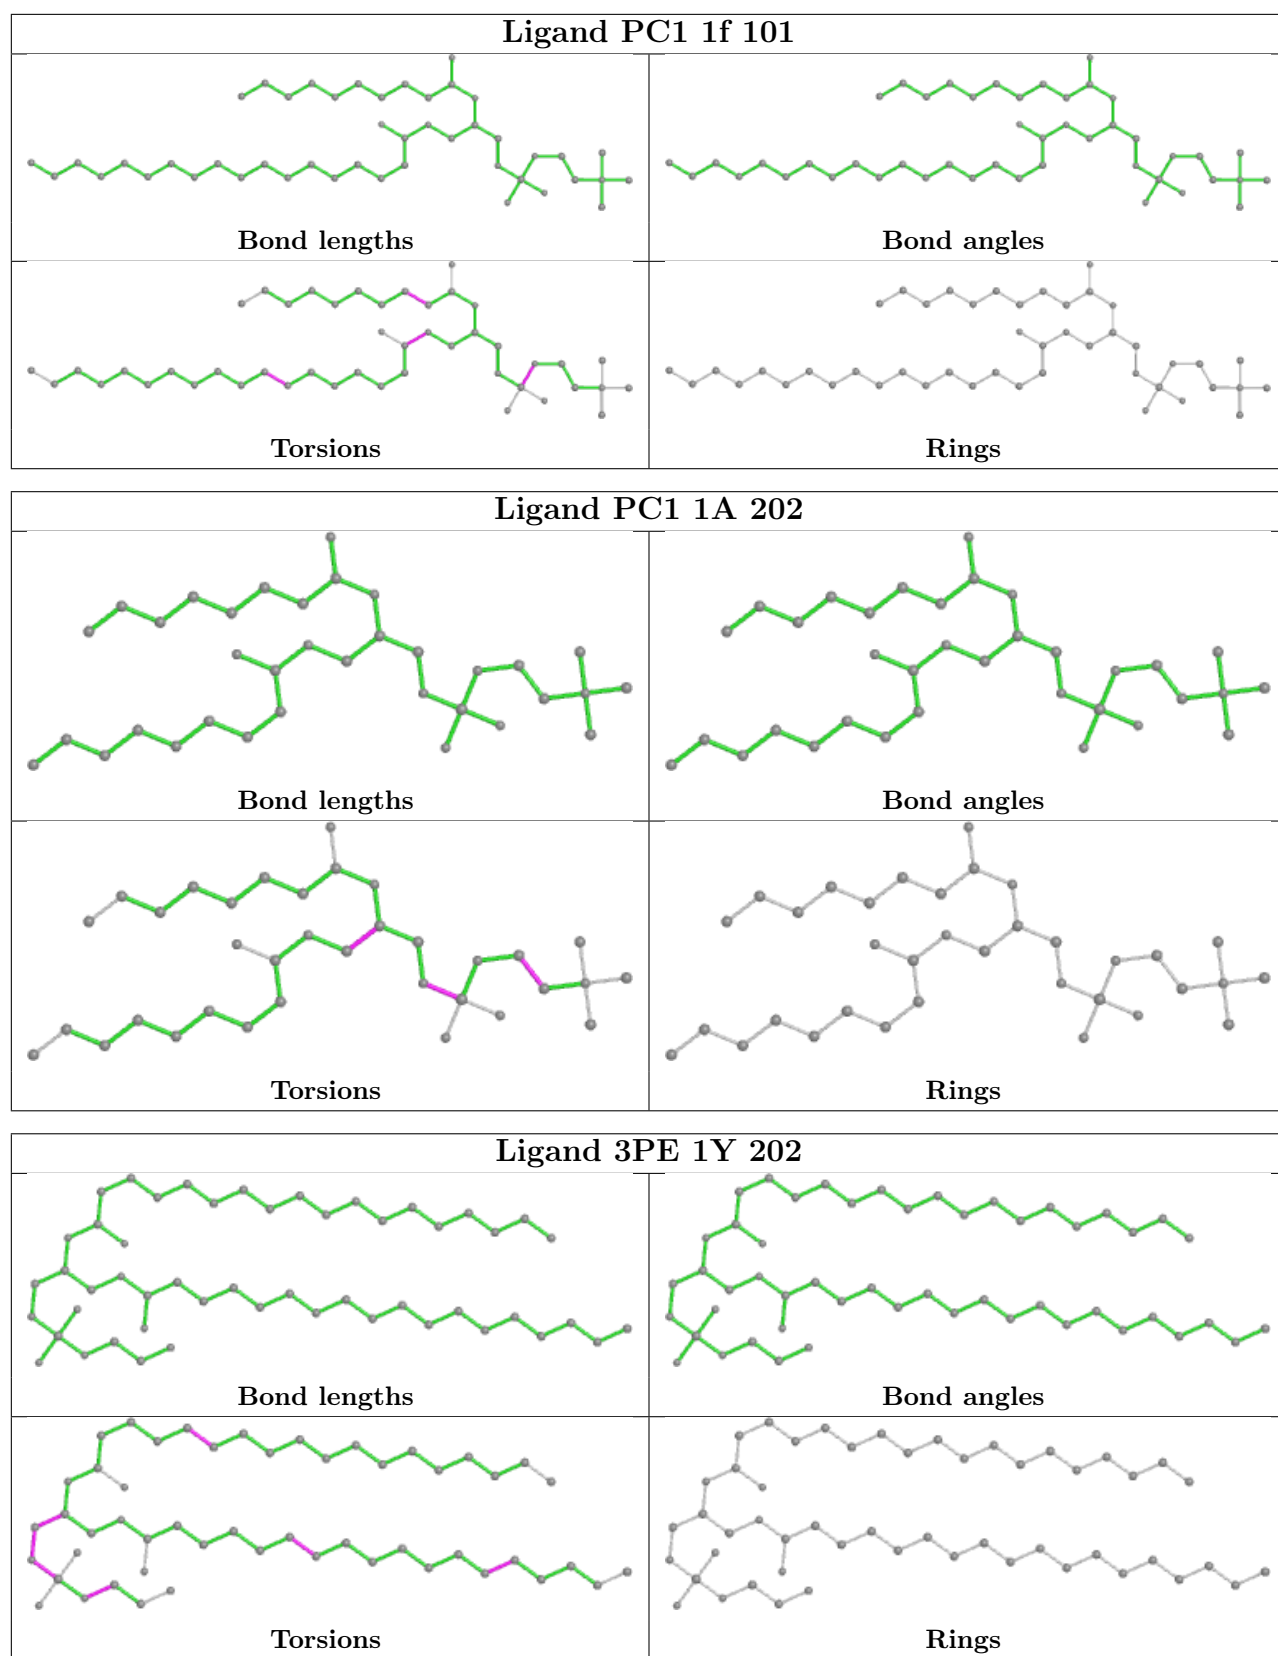 Ligand PC1 1f 101
Bond lengths
Bond angles
Torsions
Rings
Ligand PC1 1A 202
Bond lengths
Bond angles
Torsions
Rings
Ligand 3PE 1Y 202
Bond lengths
Bond angles
Torsions
Rings